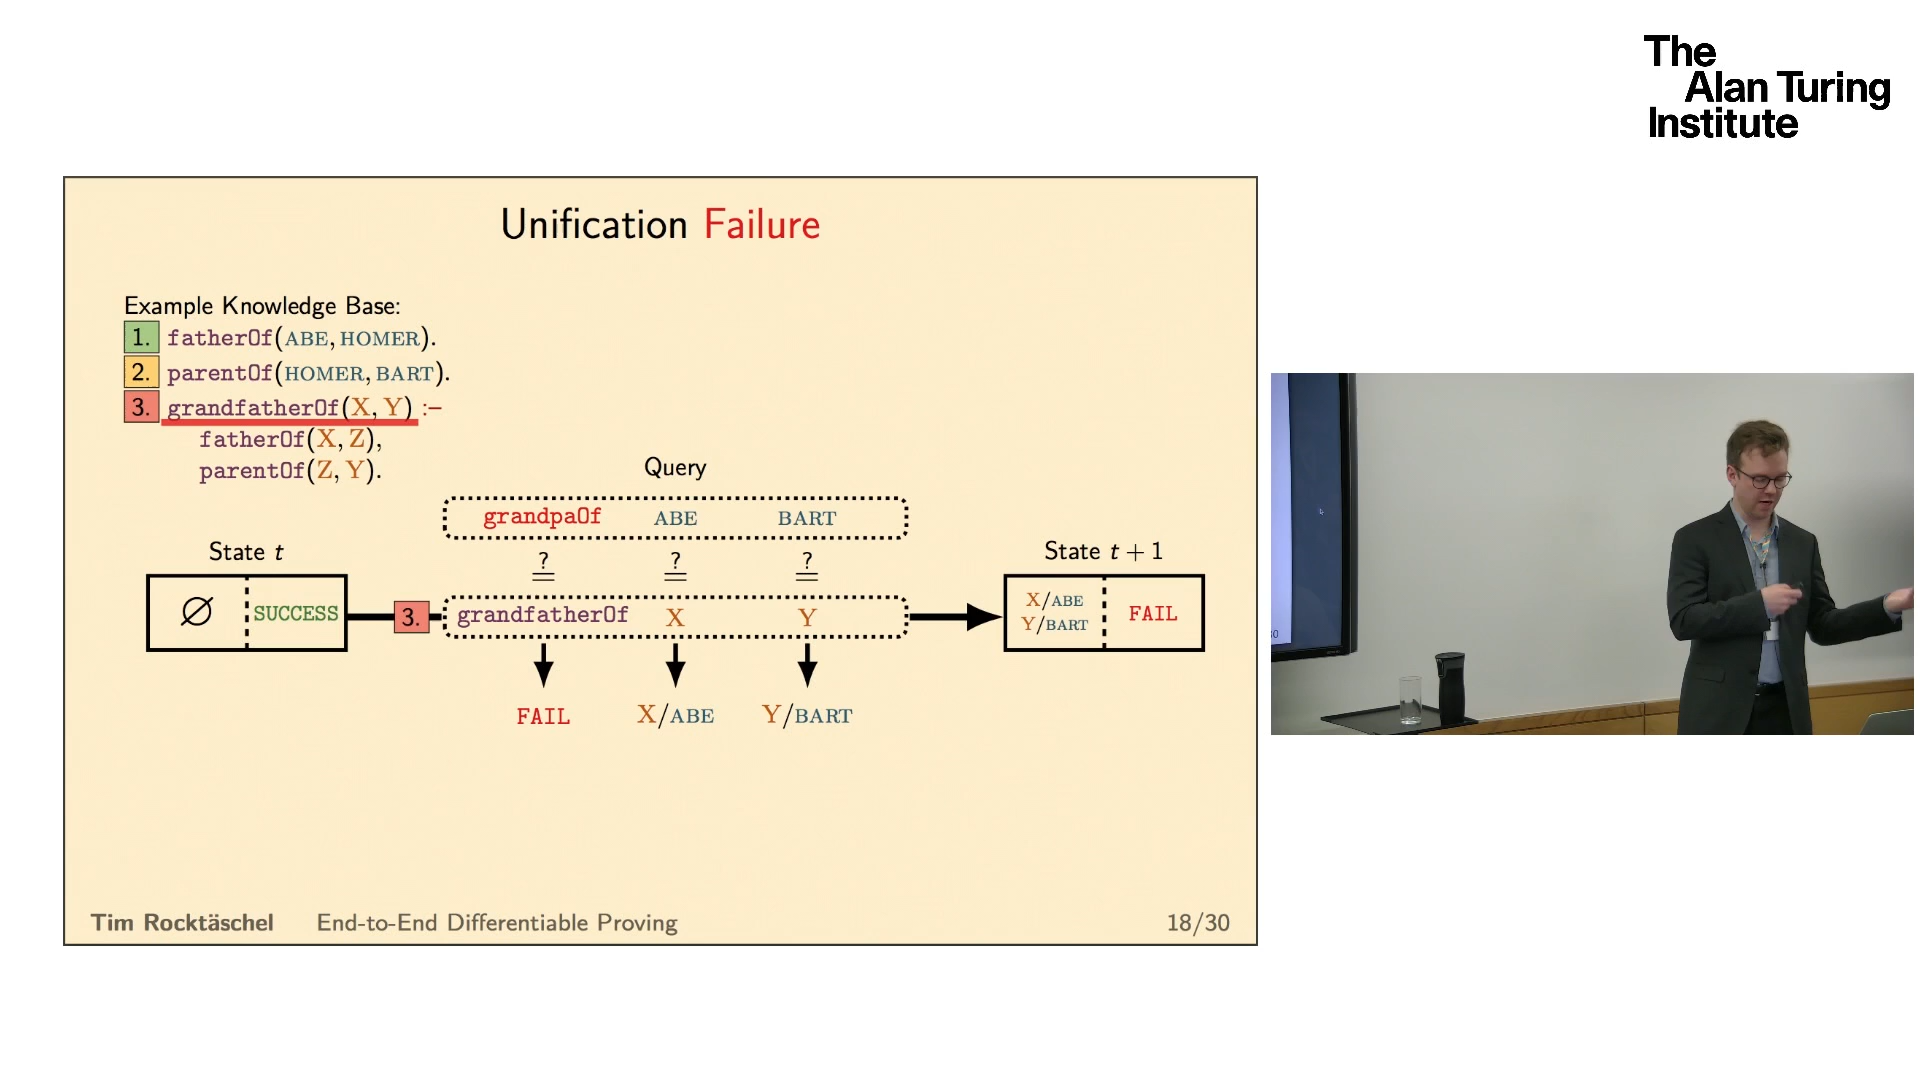 The
Alan Turing
Institute
Unification Failure
Example Knowledge Base:
1. fatherOf(ABE, HOMER).
2. parentOf(HOMER, BART).
3. grandfatherOf(X, Y) :–
fatherOf(X, Z),
parentOf(Z, Y).
Query
grandpaOf ABE BART
State t
? ? ?
= = =
State t + 1
∅ SUCCESS
3.
grandfatherOf X Y
X/ABE
Y/BART
FAIL
FAIL X/ABE Y/BART
Tim Rocktäschel End-to-End Differentiable Proving 18/30